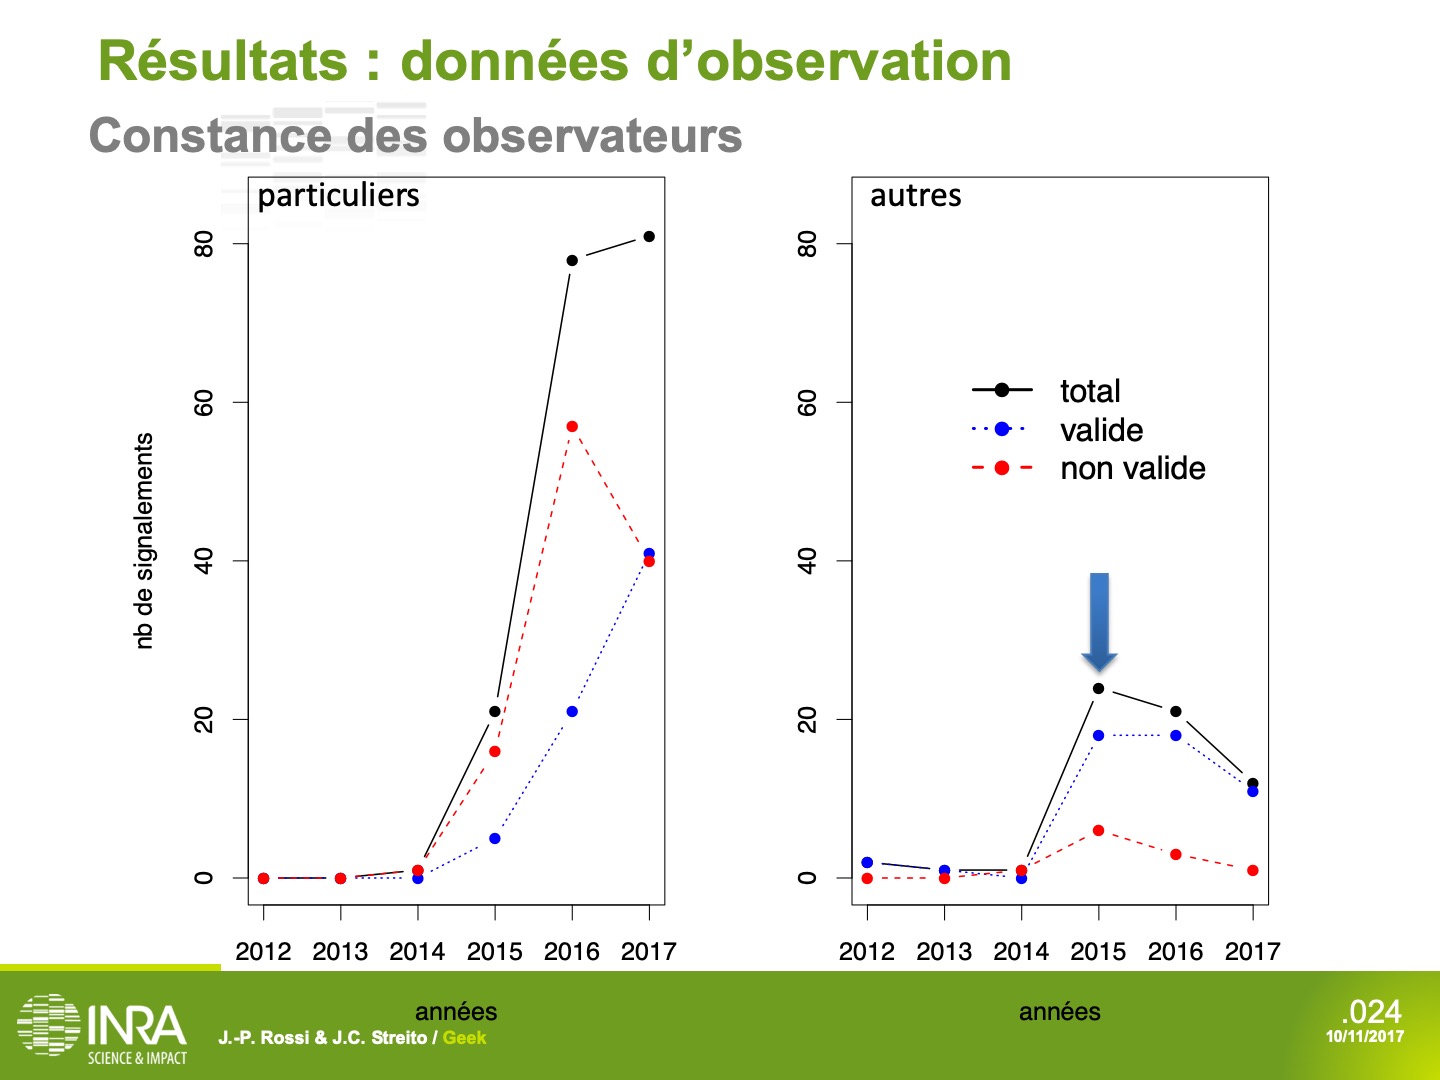 Résultats : données d’observation
Constance des observateurs
particuliers
autres
80
60
40
20
0
nb de signalements
2012 2013 2014 2015 2016 2017
années
80
60
40
20
0
total
valide
non valide
2012 2013 2014 2015 2016 2017
années
INRA
SCIENCE & IMPACT
J.-P. Rossi & J.C. Streito / Geek
.024
10/11/2017